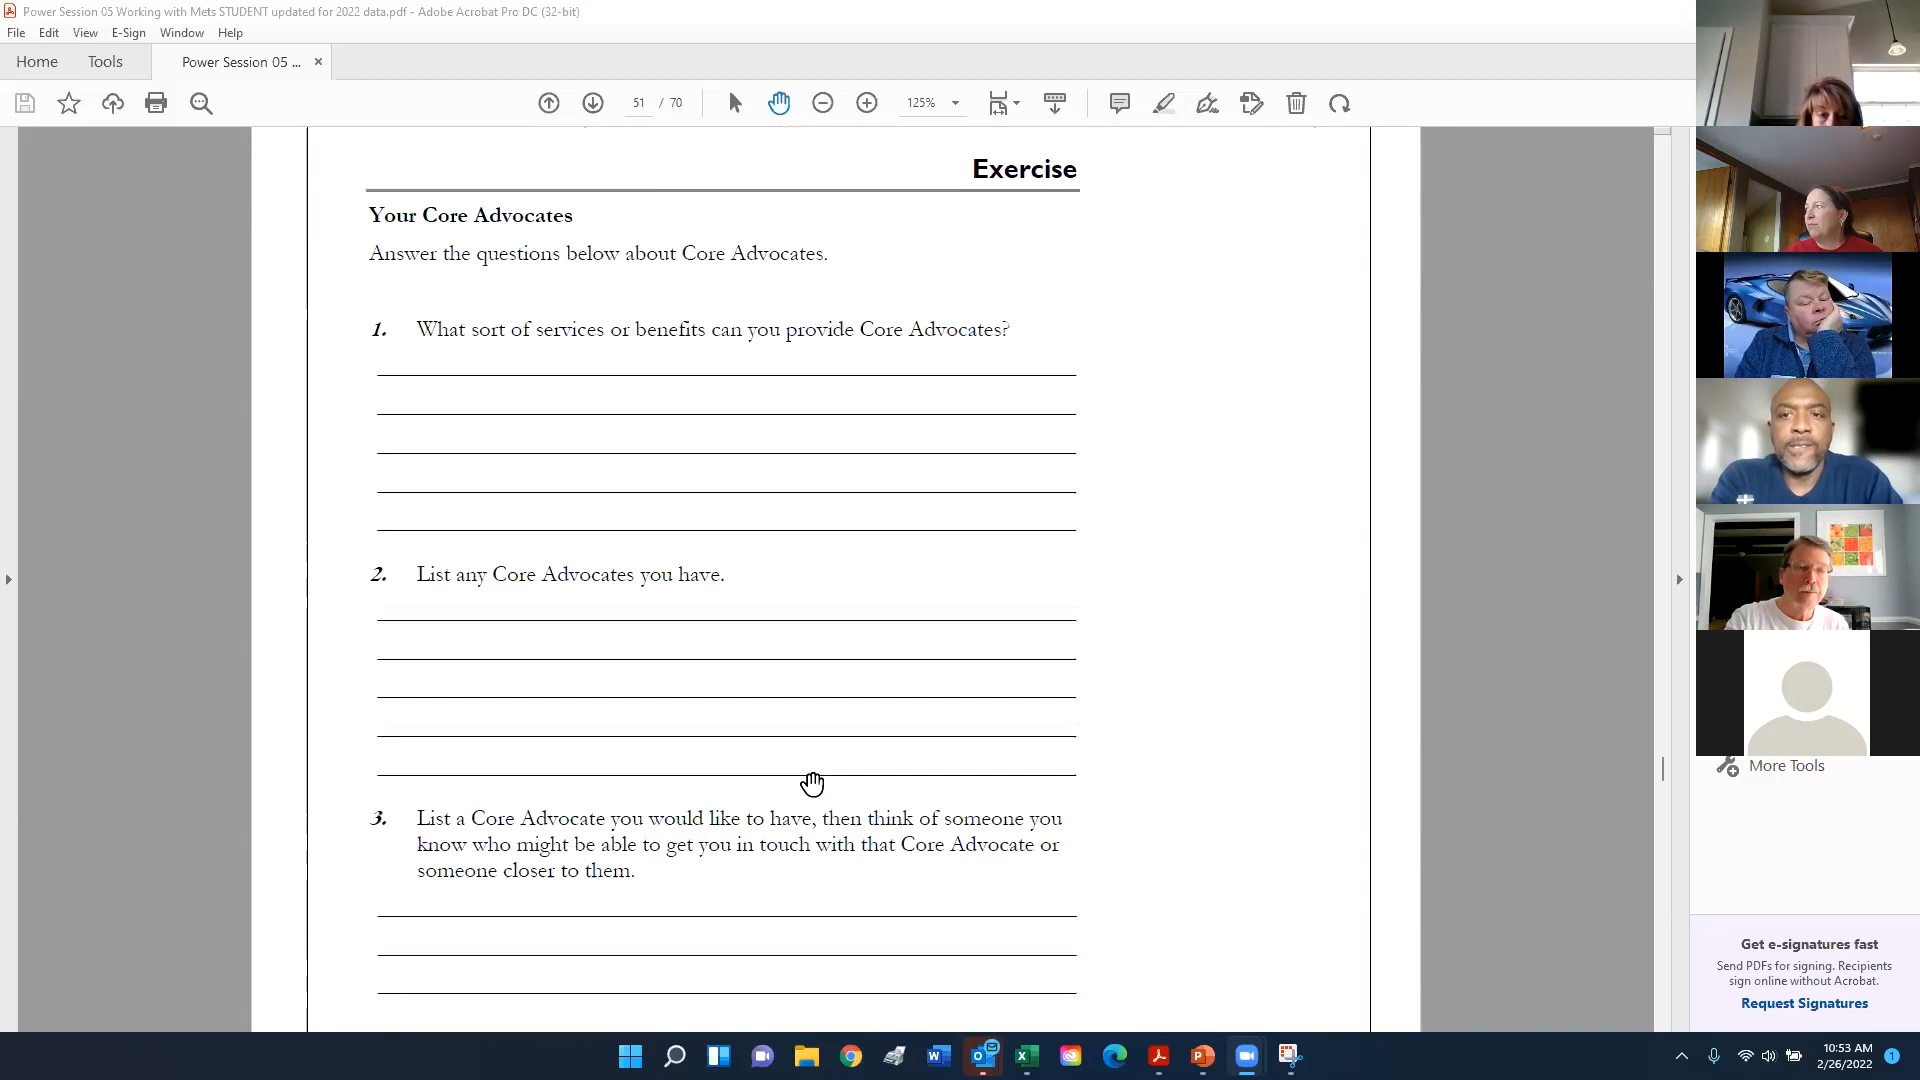 Power Session 05 Working with Mets STUDENT updated for 2022 data.pdf - Adobe Acrobat Pro DC (32-bit)
File Edit View E-Sign Window Help
Home Tools Power Session 05 ... ×
51 / 70 125%
Exercise
Your Core Advocates
Answer the questions below about Core Advocates.
1. What sort of services or benefits can you provide Core Advocates?
2. List any Core Advocates you have.
3. List a Core Advocate you would like to have, then think of someone you
know who might be able to get you in touch with that Core Advocate or
someone closer to them.
More Tools
Get e-signatures fast
Send PDFs for signing. Recipients
sign online without Acrobat.
Request Signatures
10:53 AM
2/26/2022
1